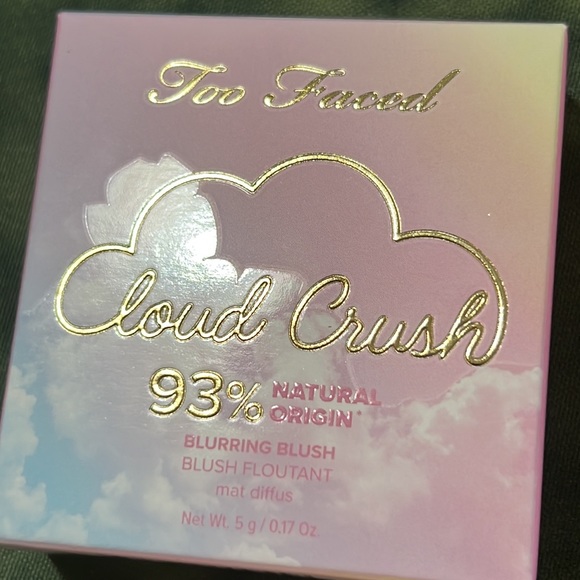 Too Faced
Cloud Crush
93% NATURAL
ORIGIN*
BLURRING BLUSH
BLUSH FLOUTANT
mat diffus
Net Wt. 5 g / 0.17 Oz.